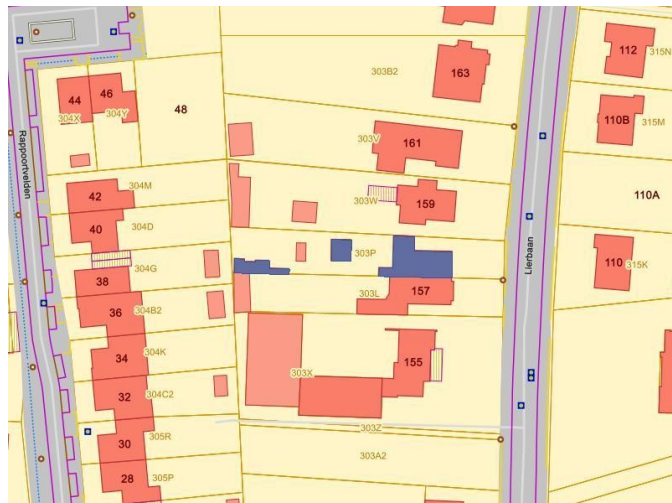 112
315N
163
303B2
44
46
48
304X
304Y
110B
315M
303V
161
Rappoortvelden
42
304M
110A
303W
159
40
304D
Lierbaan
303P
304G
110
315K
38
157
303L
36
304B2
34
304K
155
303X
32
304C2
303Z
30
305R
303A2
28
305P